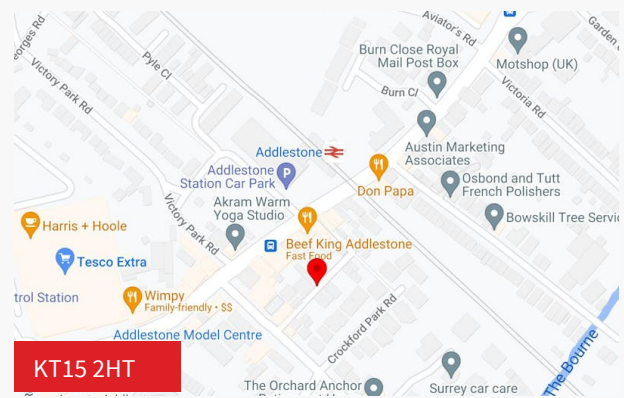 Aviator's Rd
Garden
eorges Rd
Burn Close Royal
Mail Post Box
Motshop (UK)
Pyle Cl
Victory Park Rd
Burn Cl
Victoria Rd
Austin Marketing
Associates
Addlestone
Addlestone
Station Car Park
P
Don Papa
Osbond and Tutt
French Polishers
Akram Warm
Yoga Studio
Bowskill Tree Servic
Harris + Hoole
Victory Park Rd
Beef King Addlestone
Fast Food
Tesco Extra
trol Station
Wimpy
Family-friendly • $$
Addlestone Model Centre
Crockford Park Rd
The Bourne
KT15 2HT
The Orchard Anchor
Surrey car care